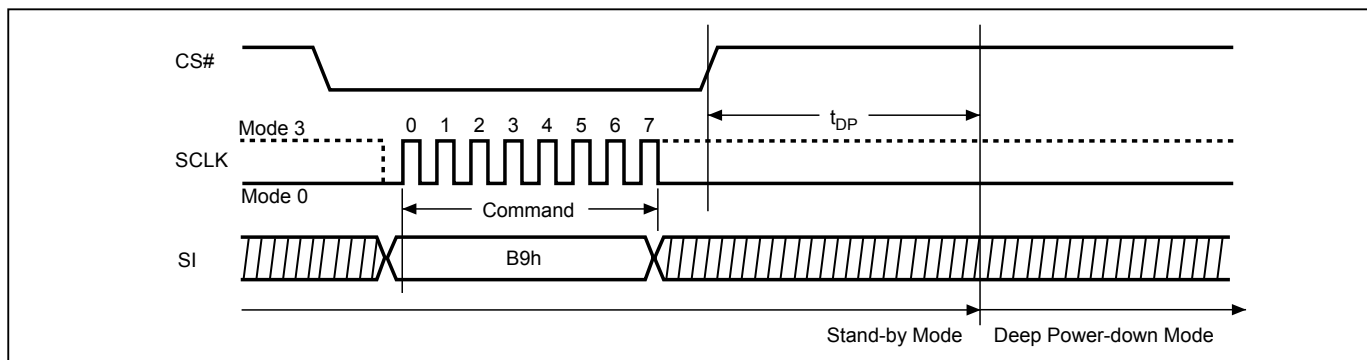 CS#
t_DP
Mode 3
0 1 2 3 4 5 6 7
SCLK
Mode 0
Command
SI
B9h
Stand-by Mode
Deep Power-down Mode